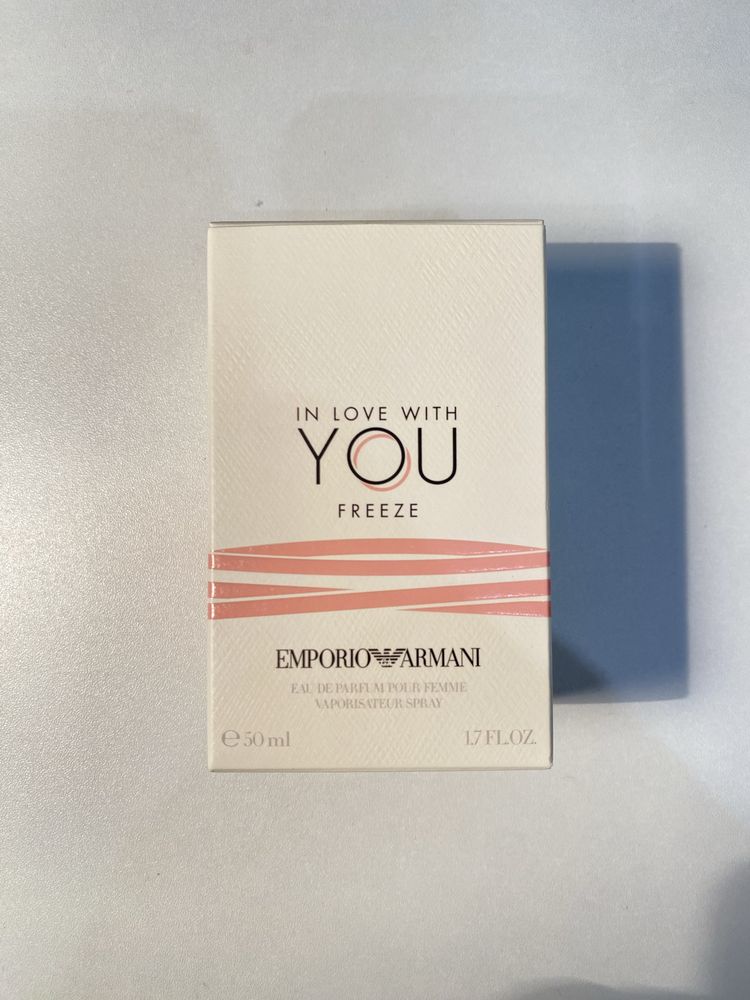 IN LOVE WITH
YOU
FREEZE
EMPORIO ARMANI
EAU DE PARFUM POUR FEMME
VAPORISATEUR SPRAY
℮ 50 ml 1.7 FL.OZ.